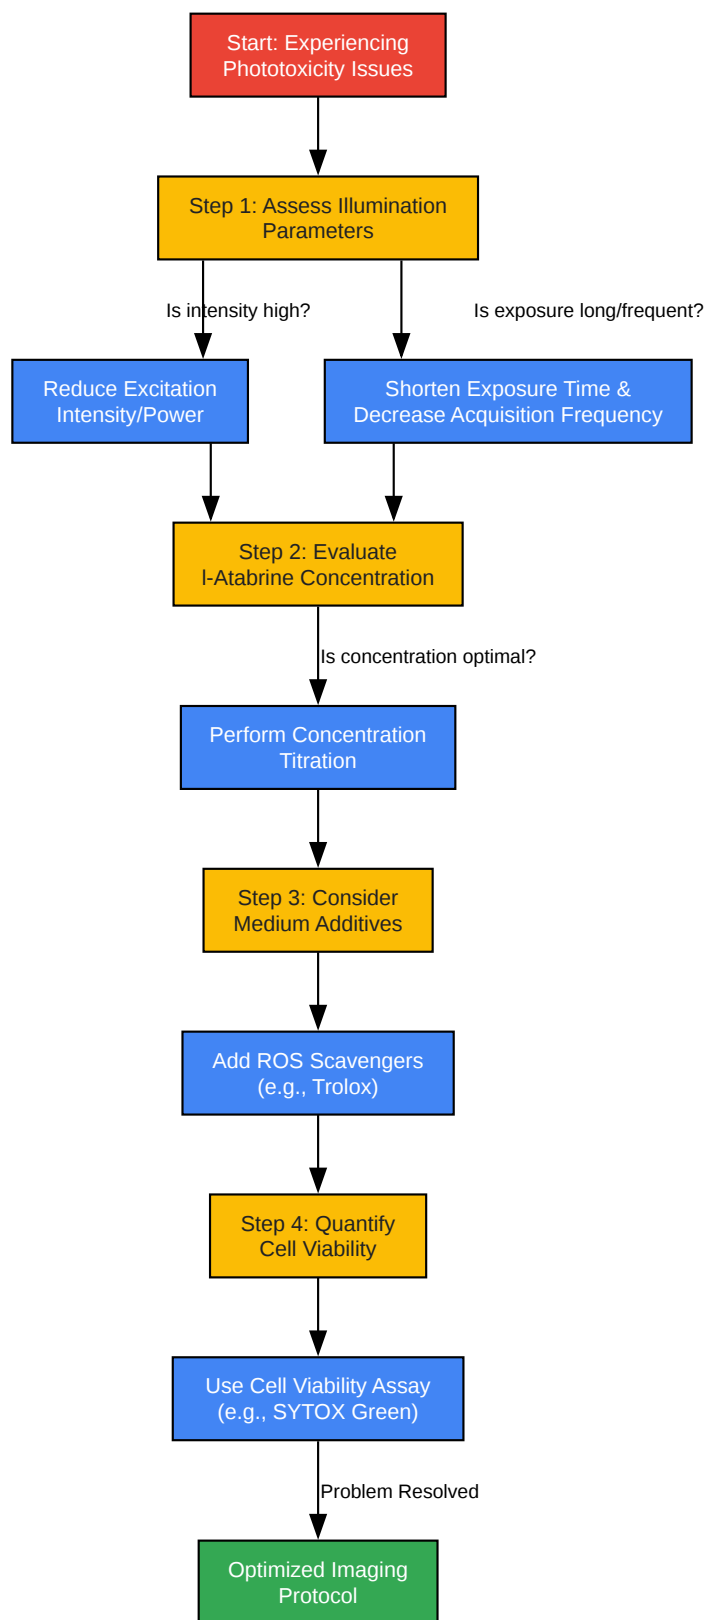 Start: Experiencing
Phototoxicity Issues
Step 1: Assess Illumination
Parameters
Is intensity high?
Is exposure long/frequent?
Reduce Excitation
Intensity/Power
Shorten Exposure Time &
Decrease Acquisition Frequency
Step 2: Evaluate
l-Atabrine Concentration
Is concentration optimal?
Perform Concentration
Titration
Step 3: Consider
Medium Additives
Add ROS Scavengers
(e.g., Trolox)
Step 4: Quantify
Cell Viability
Use Cell Viability Assay
(e.g., SYTOX Green)
Problem Resolved
Optimized Imaging
Protocol